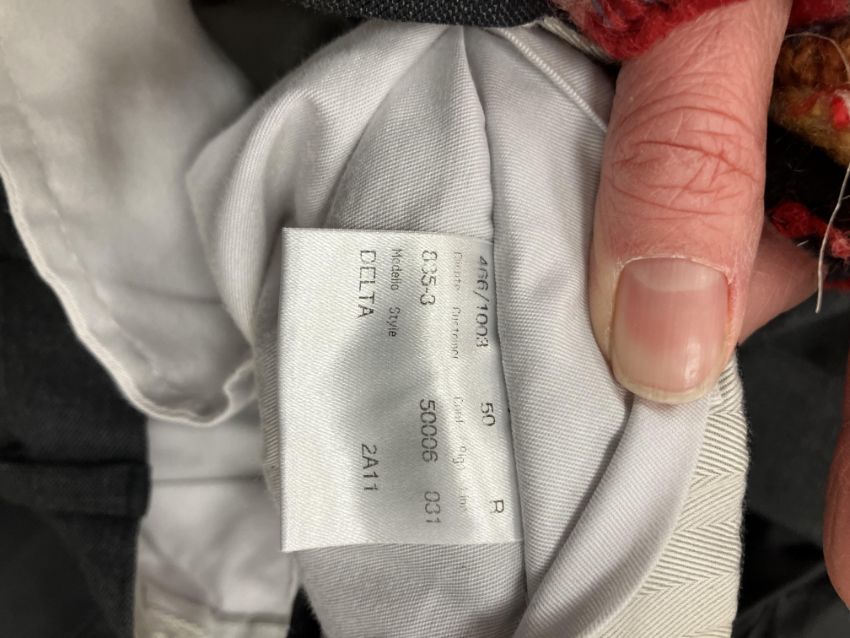 466/1003 50 R
835-3 50006 031
Modello Style
DELTA 2A11